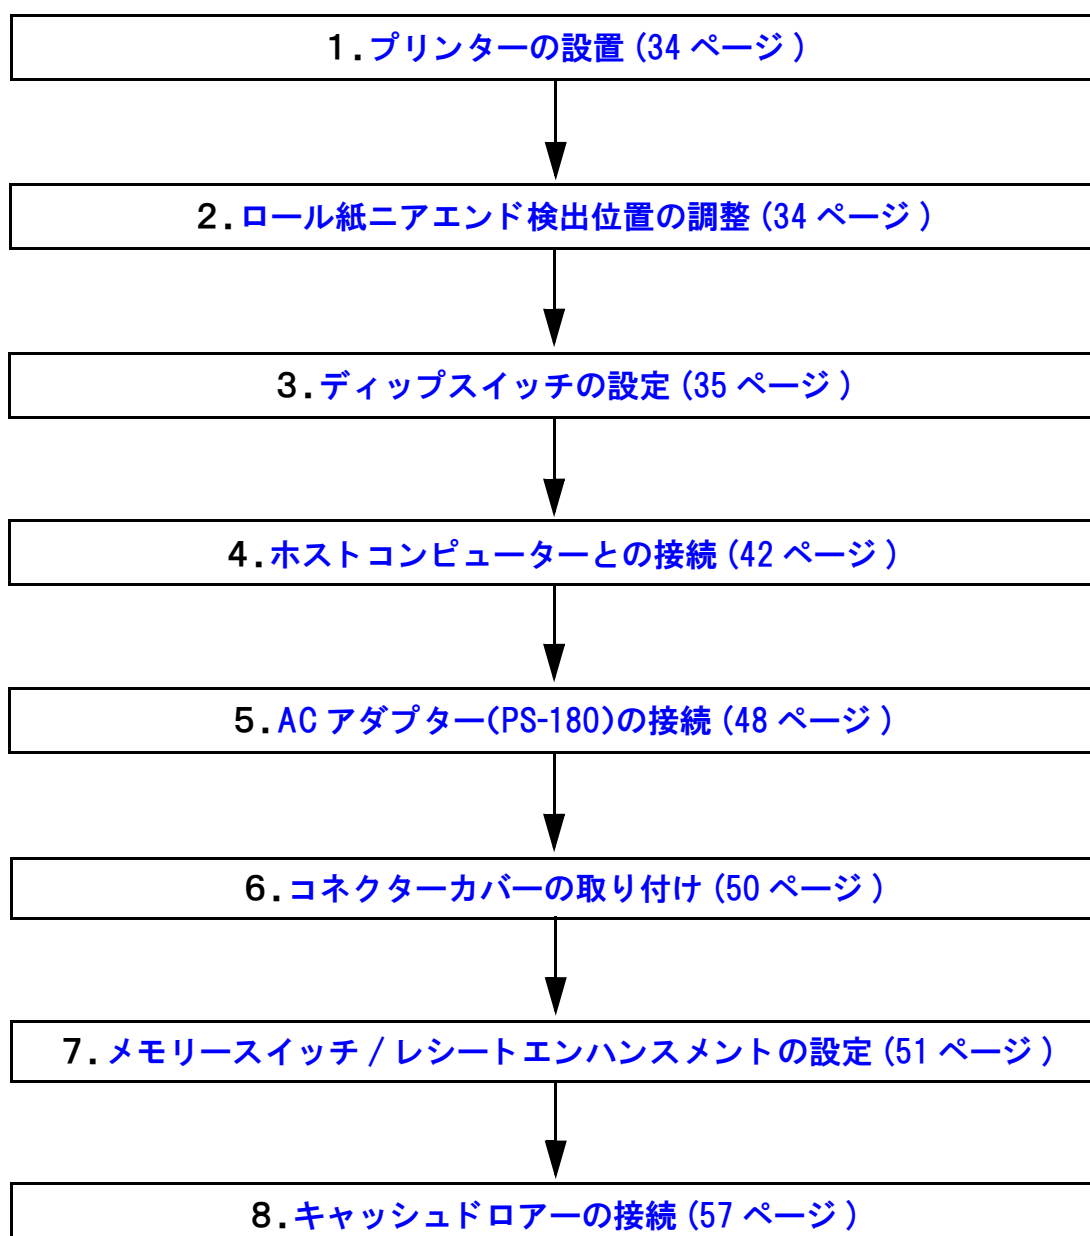 1.プリンターの設置 (34 ページ )
2.ロール紙ニアエンド検出位置の調整 (34 ページ )
3.ディップスイッチの設定 (35 ページ )
4.ホストコンピューターとの接続 (42 ページ )
5.AC アダプター(PS-180)の接続 (48 ページ )
6.コネクターカバーの取り付け (50 ページ )
7.メモリースイッチ / レシートエンハンスメントの設定 (51 ページ )
8.キャッシュドロアーの接続 (57 ページ )